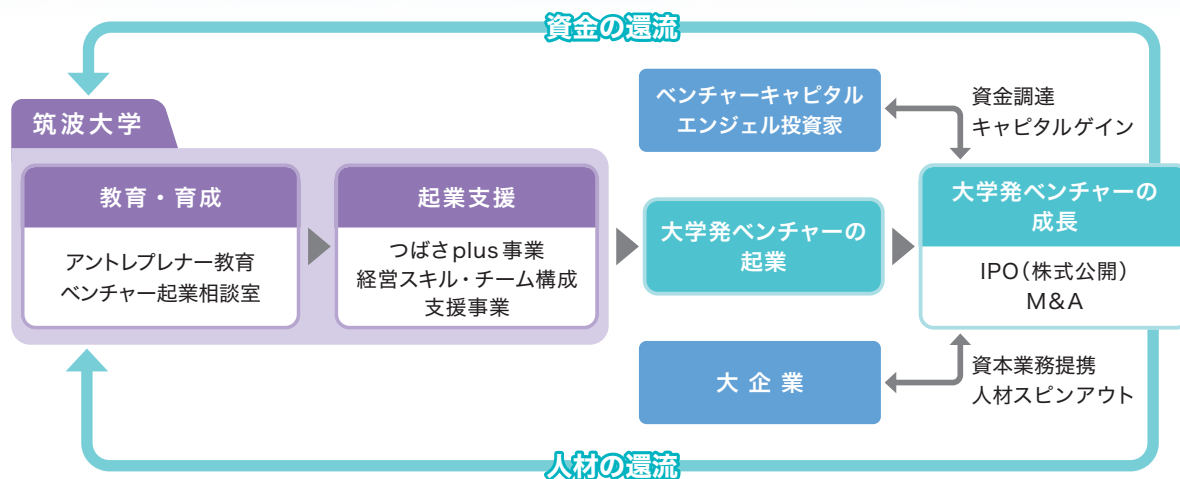 資金の還流
筑波大学
教育・育成
アントレプレナー教育
ベンチャー起業相談室
起業支援
つばさplus事業
経営スキル・チーム構成
支援事業
ベンチャーキャピタル
エンジェル投資家
資金調達
キャピタルゲイン
大学発ベンチャーの
起業
大学発ベンチャーの
成長
IPO(株式公開)
M&A
大企業
資本業務提携
人材スピンアウト
人材の還流